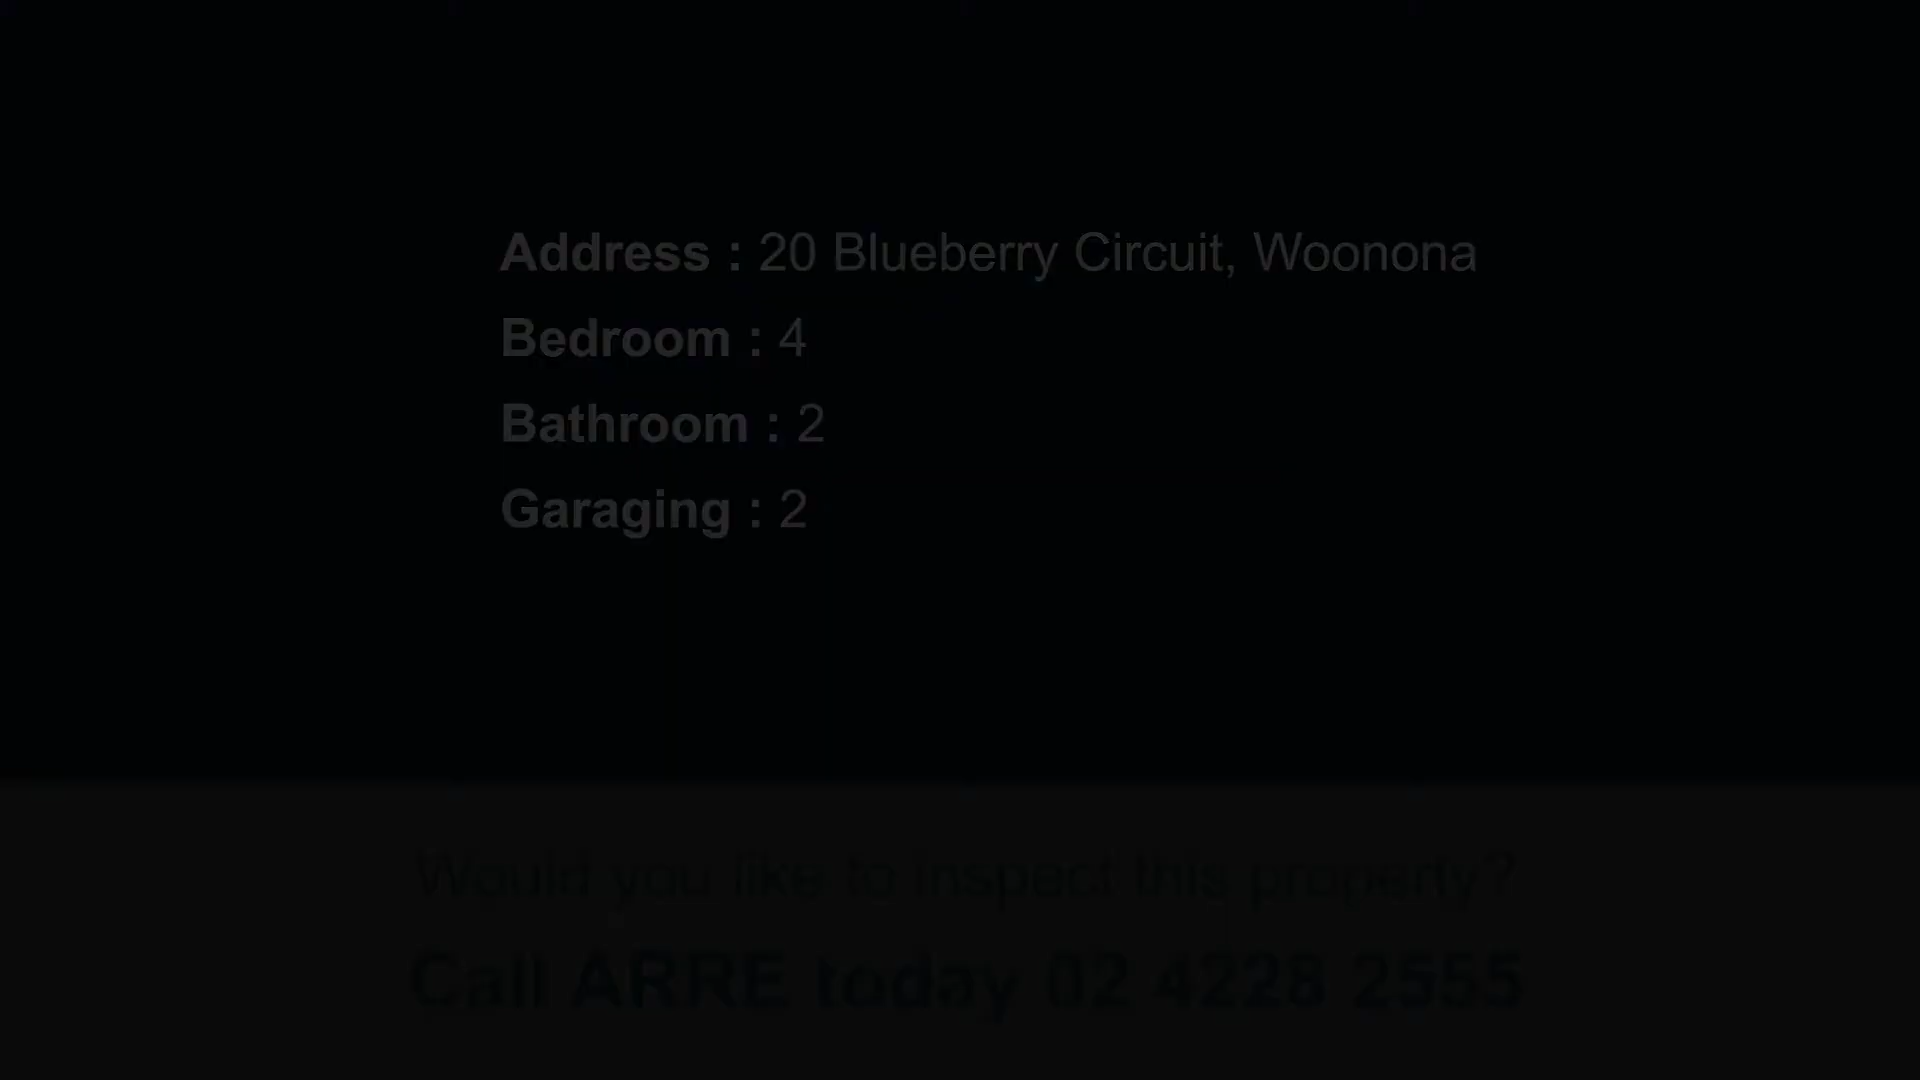 Address : 20 Blueberry Circuit, Woonona
Bedroom : 4
Bathroom : 2
Garaging : 2
Would you like to inspect this property?
Call ARRE today 02 4228 2555